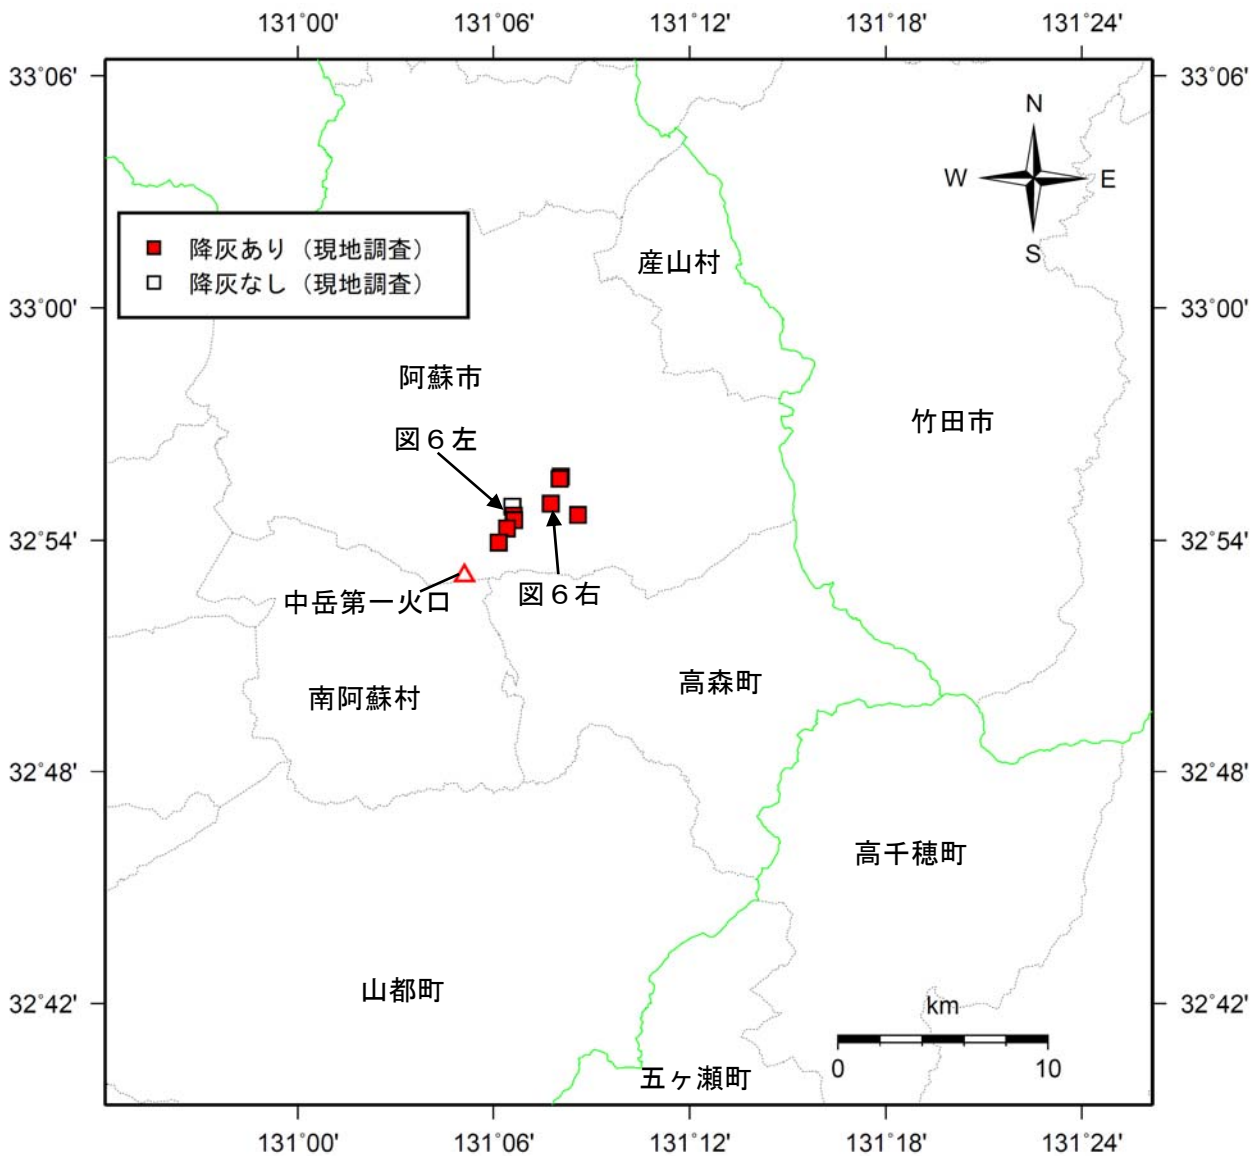 131°00'
131°06'
131°12'
131°18'
131°24'
33°06'
33°06'
N
W
E
S
降灰あり（現地調査）
降灰なし（現地調査）
産山村
33°00'
33°00'
阿蘇市
竹田市
図６左
32°54'
32°54'
図６右
中岳第一火口
高森町
南阿蘇村
32°48'
32°48'
高千穂町
山都町
32°42'
32°42'
km
0
10
五ヶ瀬町
131°00'
131°06'
131°12'
131°18'
131°24'